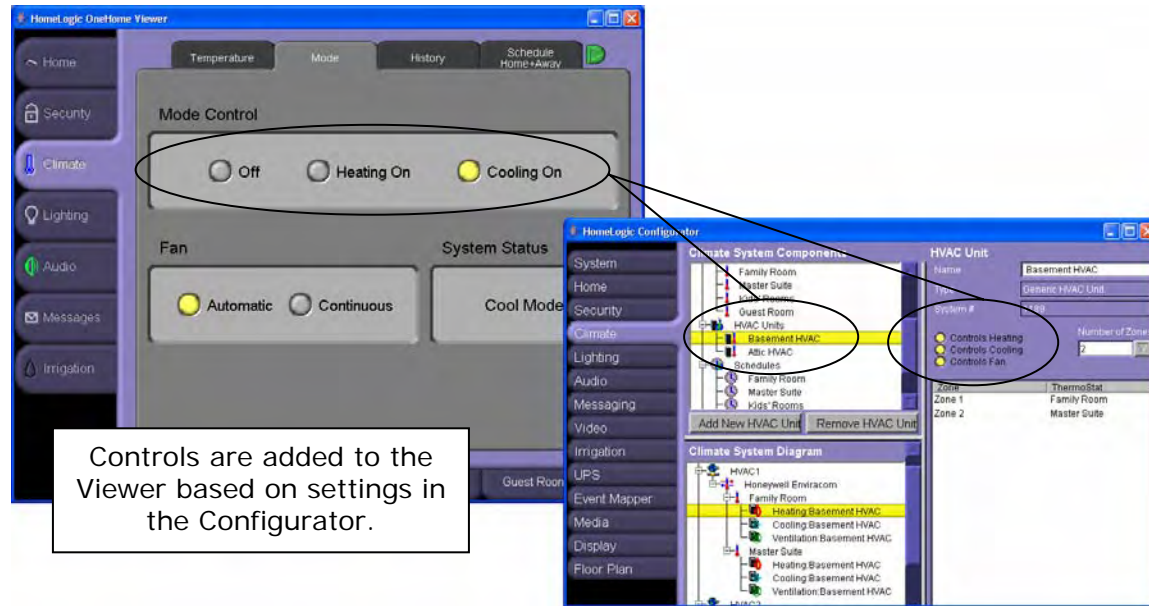 HomeLogic OneHome Viewer
Home
Security
Climate
Lighting
Audio
Messages
Irrigation
Temperature
Mode
History
Schedule
Home+Away
Mode Control
Off
Heating On
Cooling On
Fan
Automatic
Continuous
System Status
Cool Mode
Guest Room
Controls are added to the
Viewer based on settings in
the Configurator.
HomeLogic Configurator
System
Home
Security
Climate
Lighting
Audio
Messaging
Video
Irrigation
UPS
Event Mapper
Media
Display
Floor Plan
Climate System Components
Family Room
Master Suite
Kids' Rooms
Guest Room
HVAC Units
Basement HVAC
Attic HVAC
Schedules
Family Room
Master Suite
Kids' Rooms
Add New HVAC Unit
Remove HVAC Unit
Climate System Diagram
HVAC1
Honeywell Enviracom
Family Room
Heating:Basement HVAC
Cooling:Basement HVAC
Ventilation:Basement HVAC
Master Suite
Heating:Basement HVAC
Cooling:Basement HVAC
Ventilation:Basement HVAC
HVAC2
HVAC Unit
Name
Basement HVAC
Type
Generic HVAC Unit
System #
Controls Heating
Controls Cooling
Controls Fan
Number of Zones
2
Zone
ThermoStat
Zone 1
Family Room
Zone 2
Master Suite